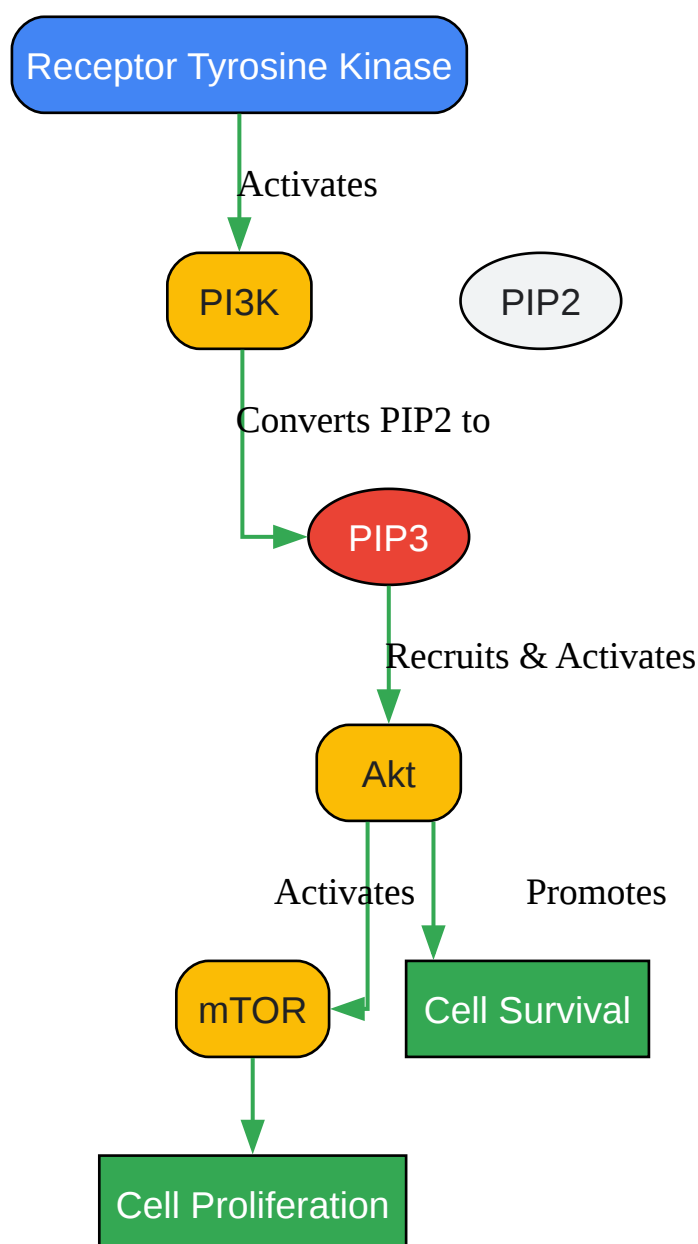 Receptor Tyrosine Kinase
Activates
PI3K
PIP2
Converts PIP2 to
PIP3
Recruits & Activates
Akt
Activates
Promotes
mTOR
Cell Survival
Cell Proliferation